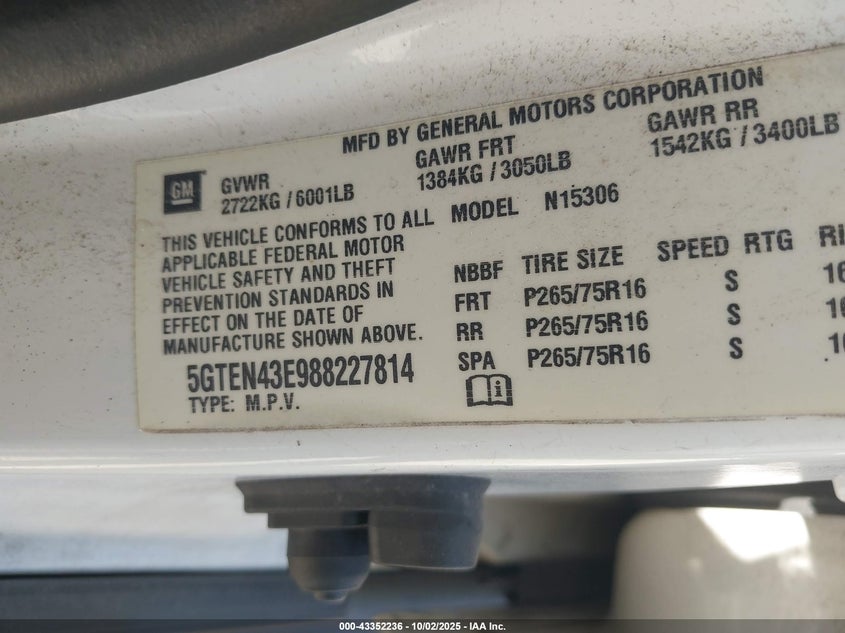 MFD BY GENERAL MOTORS CORPORATION
GM
GVWR
2722KG / 6001LB
GAWR FRT
1384KG / 3050LB
GAWR RR
1542KG / 3400LB
THIS VEHICLE CONFORMS TO ALL
APPLICABLE FEDERAL MOTOR
VEHICLE SAFETY AND THEFT
PREVENTION STANDARDS IN
EFFECT ON THE DATE OF
MANUFACTURE SHOWN ABOVE.
5GTEN43E988227814
TYPE: M.P.V.
MODEL N15306
NBBF TIRE SIZE SPEED RTG
FRT P265/75R16 S
RR P265/75R16 S
SPA P265/75R16 S
000-43352236 - 10/02/2025 - IAA Inc.